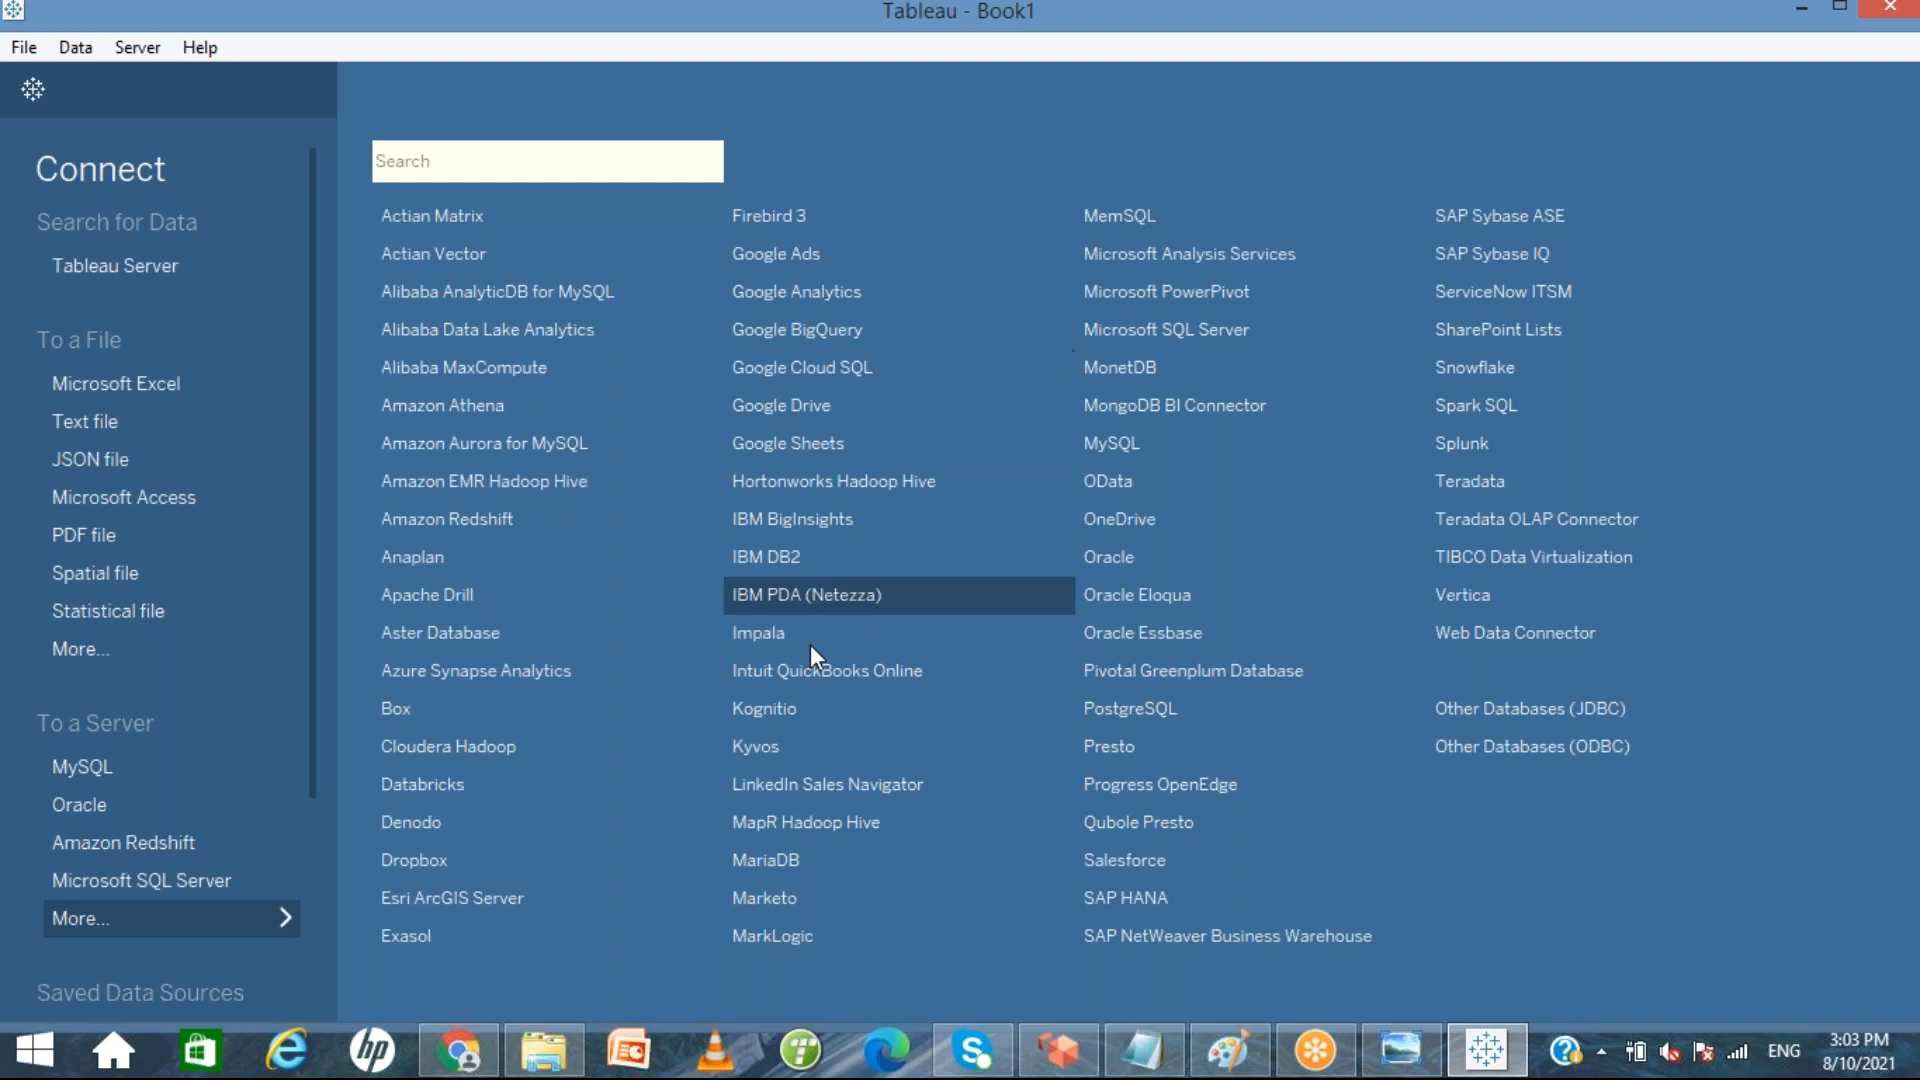 Tableau - Book1
File Data Server Help
Connect
Search for Data
Tableau Server
To a File
Microsoft Excel
Text file
JSON file
Microsoft Access
PDF file
Spatial file
Statistical file
More...
To a Server
MySQL
Oracle
Amazon Redshift
Microsoft SQL Server
More...
Saved Data Sources
Search
Actian Matrix
Actian Vector
Alibaba AnalyticDB for MySQL
Alibaba Data Lake Analytics
Alibaba MaxCompute
Amazon Athena
Amazon Aurora for MySQL
Amazon EMR Hadoop Hive
Amazon Redshift
Anaplan
Apache Drill
Aster Database
Azure Synapse Analytics
Box
Cloudera Hadoop
Databricks
Denodo
Dropbox
Esri ArcGIS Server
Exasol
Firebird 3
Google Ads
Google Analytics
Google BigQuery
Google Cloud SQL
Google Drive
Google Sheets
Hortonworks Hadoop Hive
IBM BigInsights
IBM DB2
IBM PDA (Netezza)
Impala
Intuit QuickBooks Online
Kognitio
Kyvos
LinkedIn Sales Navigator
MapR Hadoop Hive
MariaDB
Marketo
MarkLogic
MemSQL
Microsoft Analysis Services
Microsoft PowerPivot
Microsoft SQL Server
MonetDB
MongoDB BI Connector
MySQL
OData
OneDrive
Oracle
Oracle Eloqua
Oracle Essbase
Pivotal Greenplum Database
PostgreSQL
Presto
Progress OpenEdge
Qubole Presto
Salesforce
SAP HANA
SAP NetWeaver Business Warehouse
SAP Sybase ASE
SAP Sybase IQ
ServiceNow ITSM
SharePoint Lists
Snowflake
Spark SQL
Splunk
Teradata
Teradata OLAP Connector
TIBCO Data Virtualization
Vertica
Web Data Connector
Other Databases (JDBC)
Other Databases (ODBC)
ENG
3:03 PM
8/10/2021